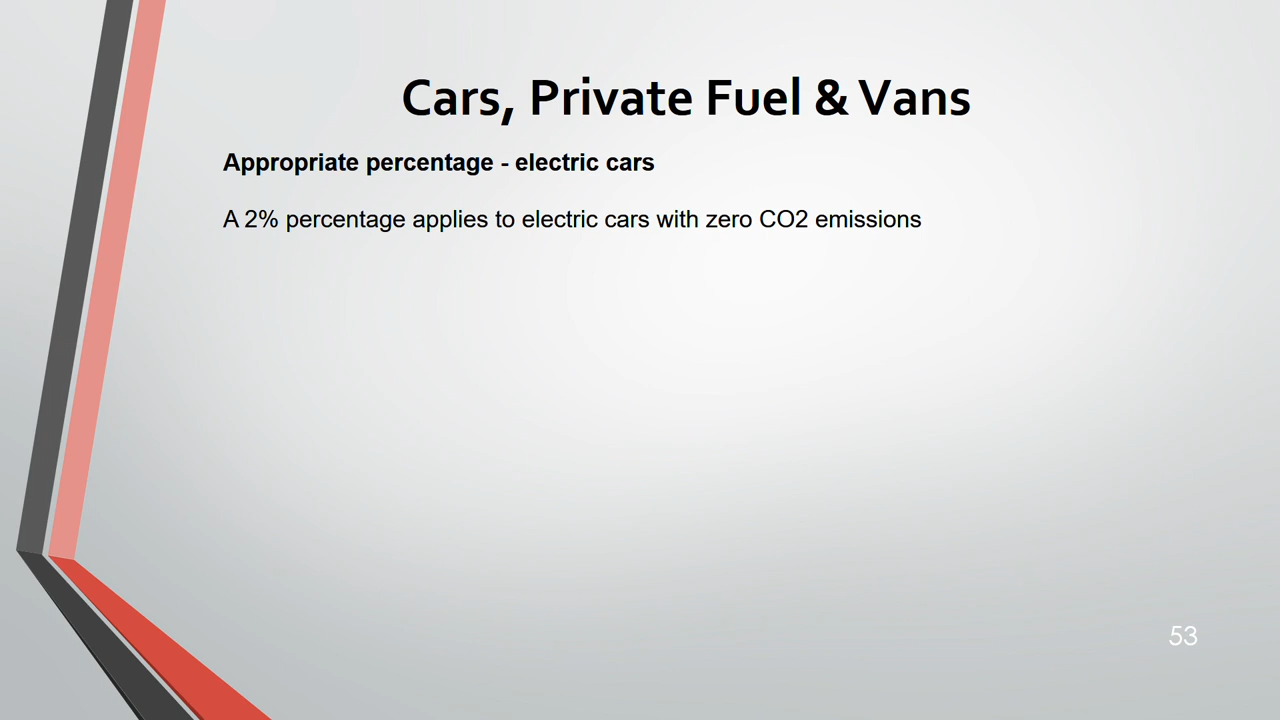 Cars, Private Fuel & Vans
Appropriate percentage - electric cars
A 2% percentage applies to electric cars with zero CO2 emissions
53